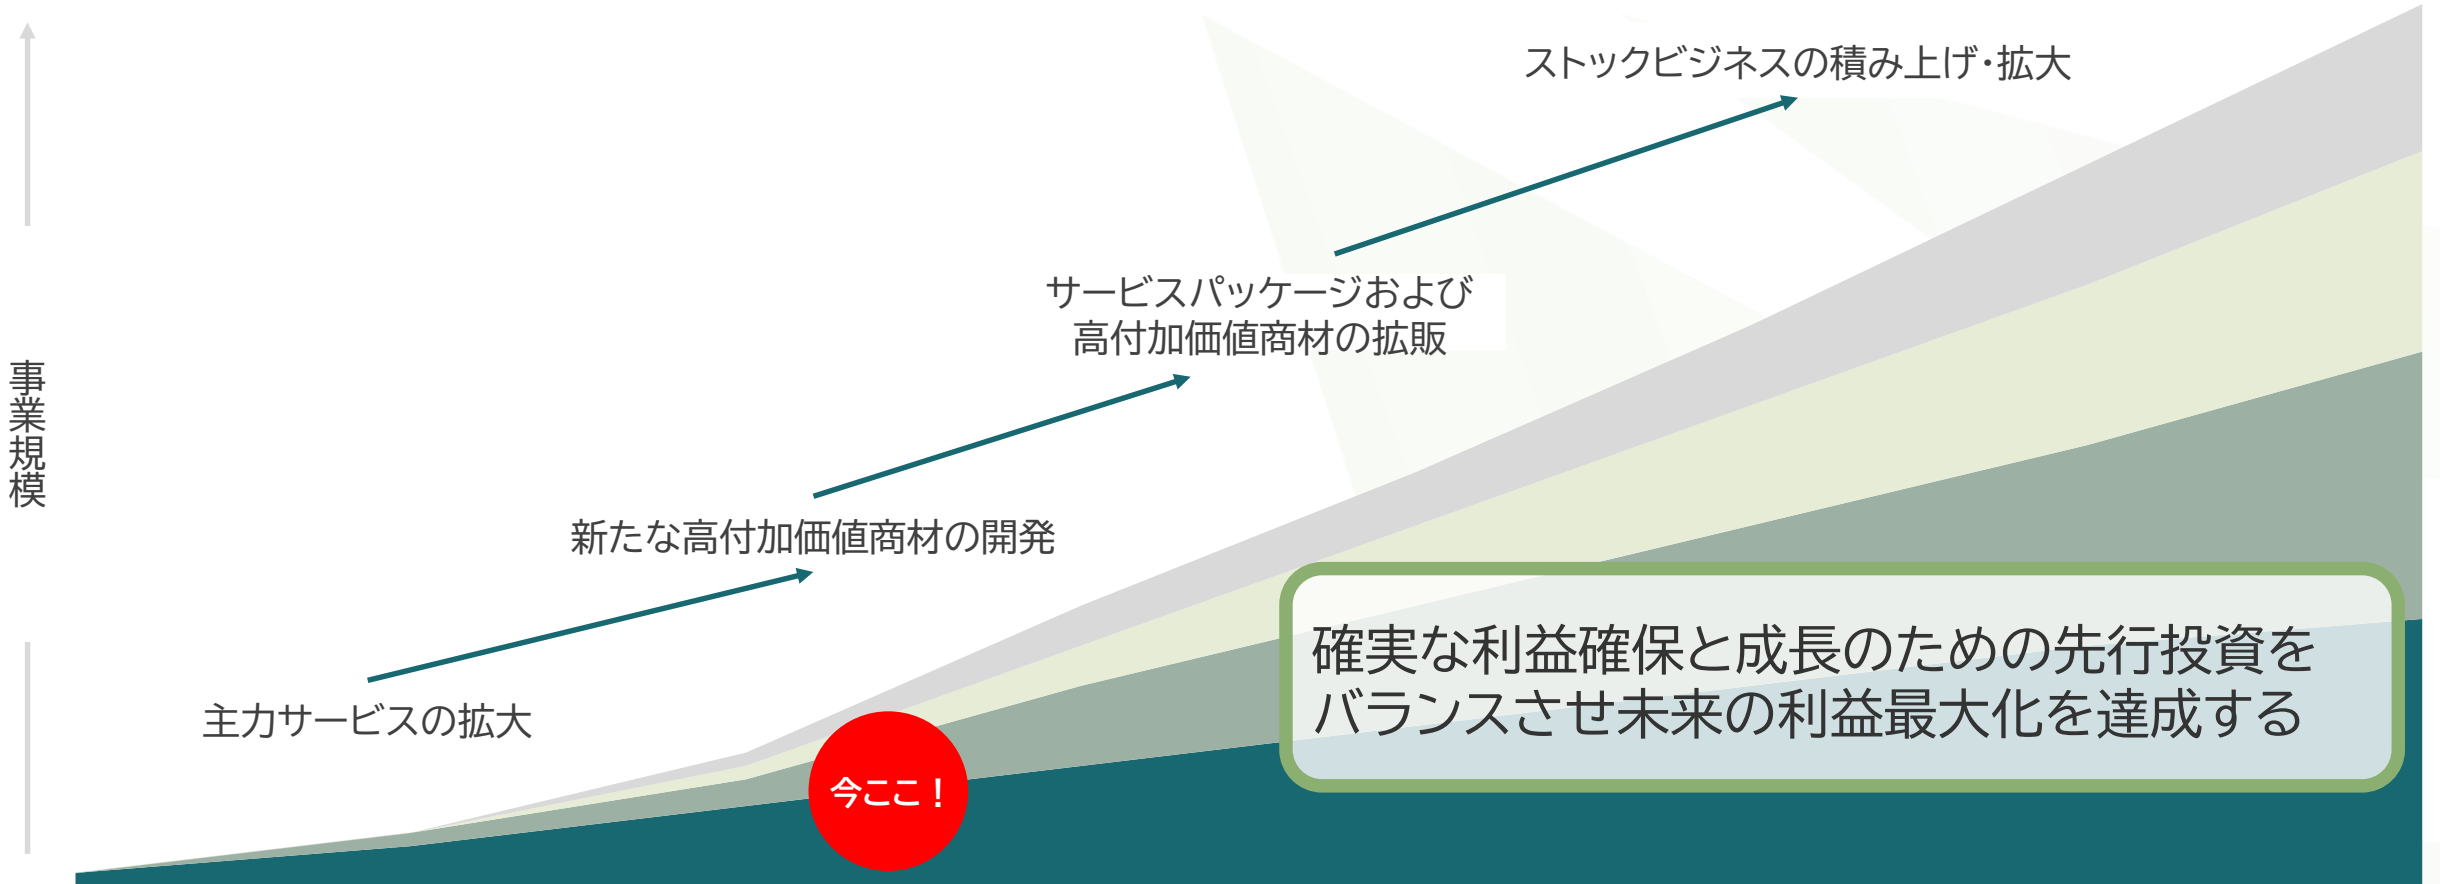 ストックビジネスの積み上げ・拡大
サービスパッケージおよび
高付加価値商材の拡販
事業規模
新たな高付加価値商材の開発
主力サービスの拡大
確実な利益確保と成長のための先行投資を
バランスさせ未来の利益最大化を達成する
今ここ！